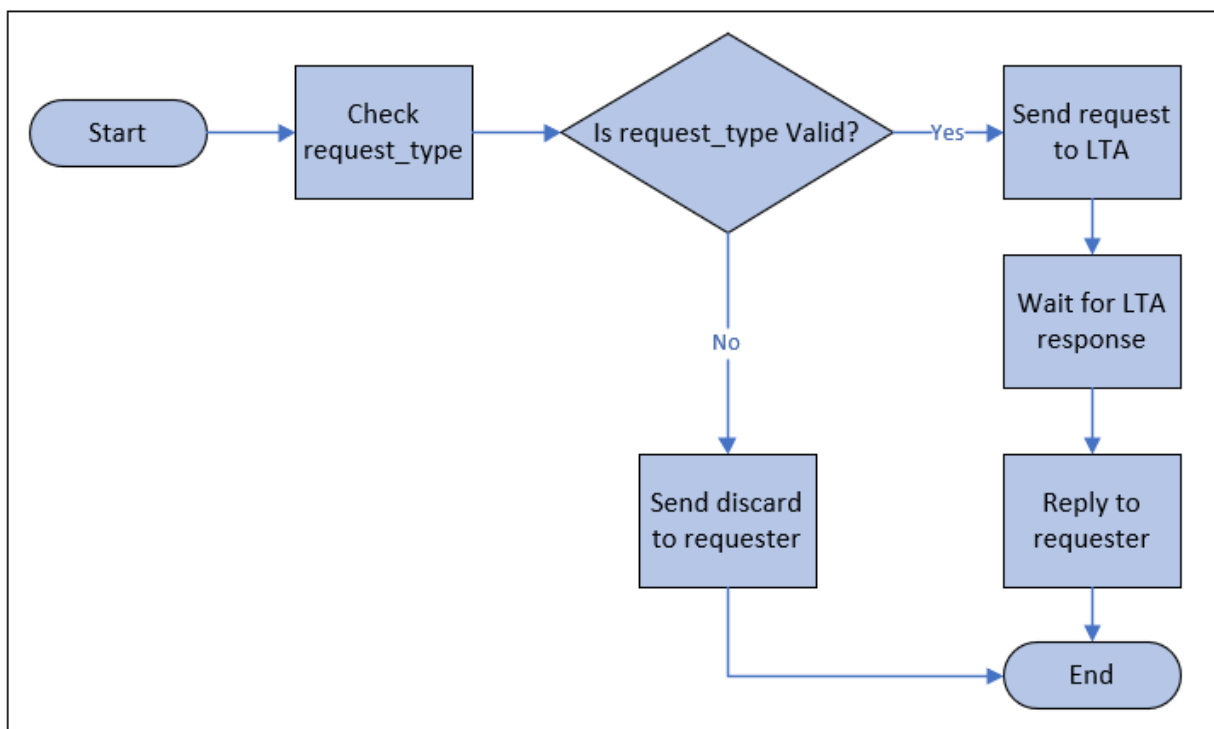 Start
Check
request_type
Is request_type Valid?
Yes
Send request
to LTA
Wait for LTA
response
No
Send discard
to requester
Reply to
requester
End